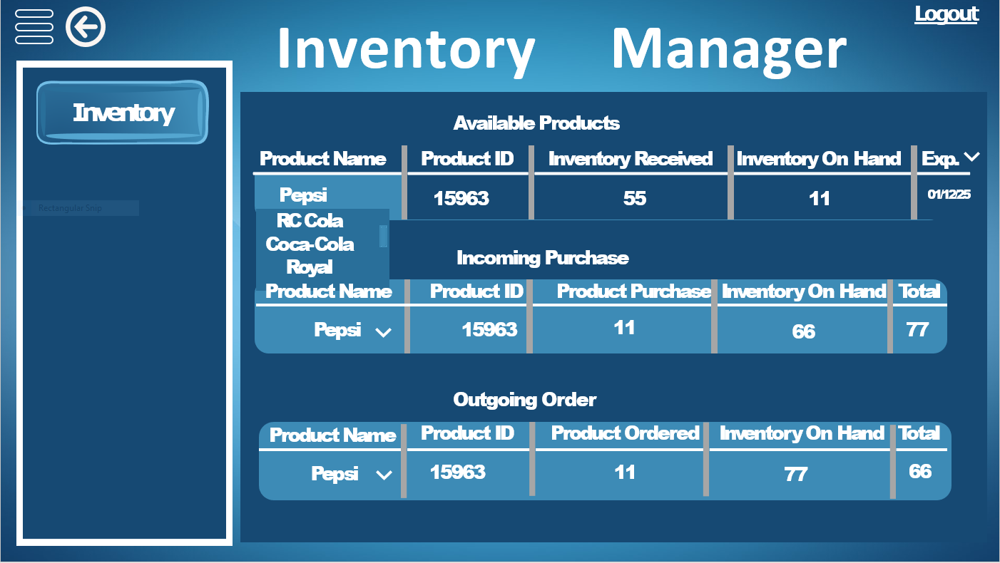 Logout
Inventory Manager
Inventory
Available Products
Product Name Product ID Inventory Received Inventory On Hand Exp.
Pepsi 15963 55 11 01/12/25
Rectangular Snip
RC Cola
Coca-Cola
Royal
Incoming Purchase
Product Name Product ID Product Purchase Inventory On Hand Total
Pepsi 15963 11 66 77
Outgoing Order
Product Name Product ID Product Ordered Inventory On Hand Total
Pepsi 15963 11 77 66